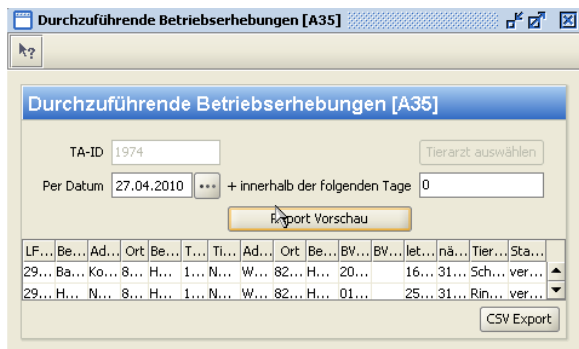 Durchzuführende Betriebserhebungen [A35]
?
Durchzuführende Betriebserhebungen [A35]
TA-ID 1974 Tierarzt auswählen
Per Datum 27.04.2010 ... + innerhalb der folgenden Tage 0
Report Vorschau
LF... Be... Ad... Ort Be... T... Ti... Ad... Ort Be... BV... BV... let... nä... Tier... Sta...
29... Ba... Ko... 8... H... 1... N... W... 82... H... 20... 16... 31... Sch... ver...
29... H... N... 8... H... 1... N... W... 82... H... 01... 25... 31... Rin... ver...
CSV Export